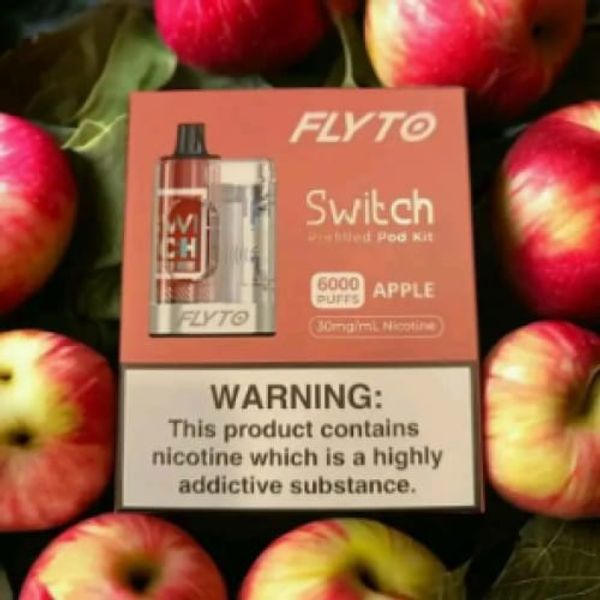 FLYTO
Switch
Prefilled Pod Kit
6000
PUFFS
APPLE
30mg/mL Nicotine
FLYTO
WARNING:
This product contains
nicotine which is a highly
addictive substance.